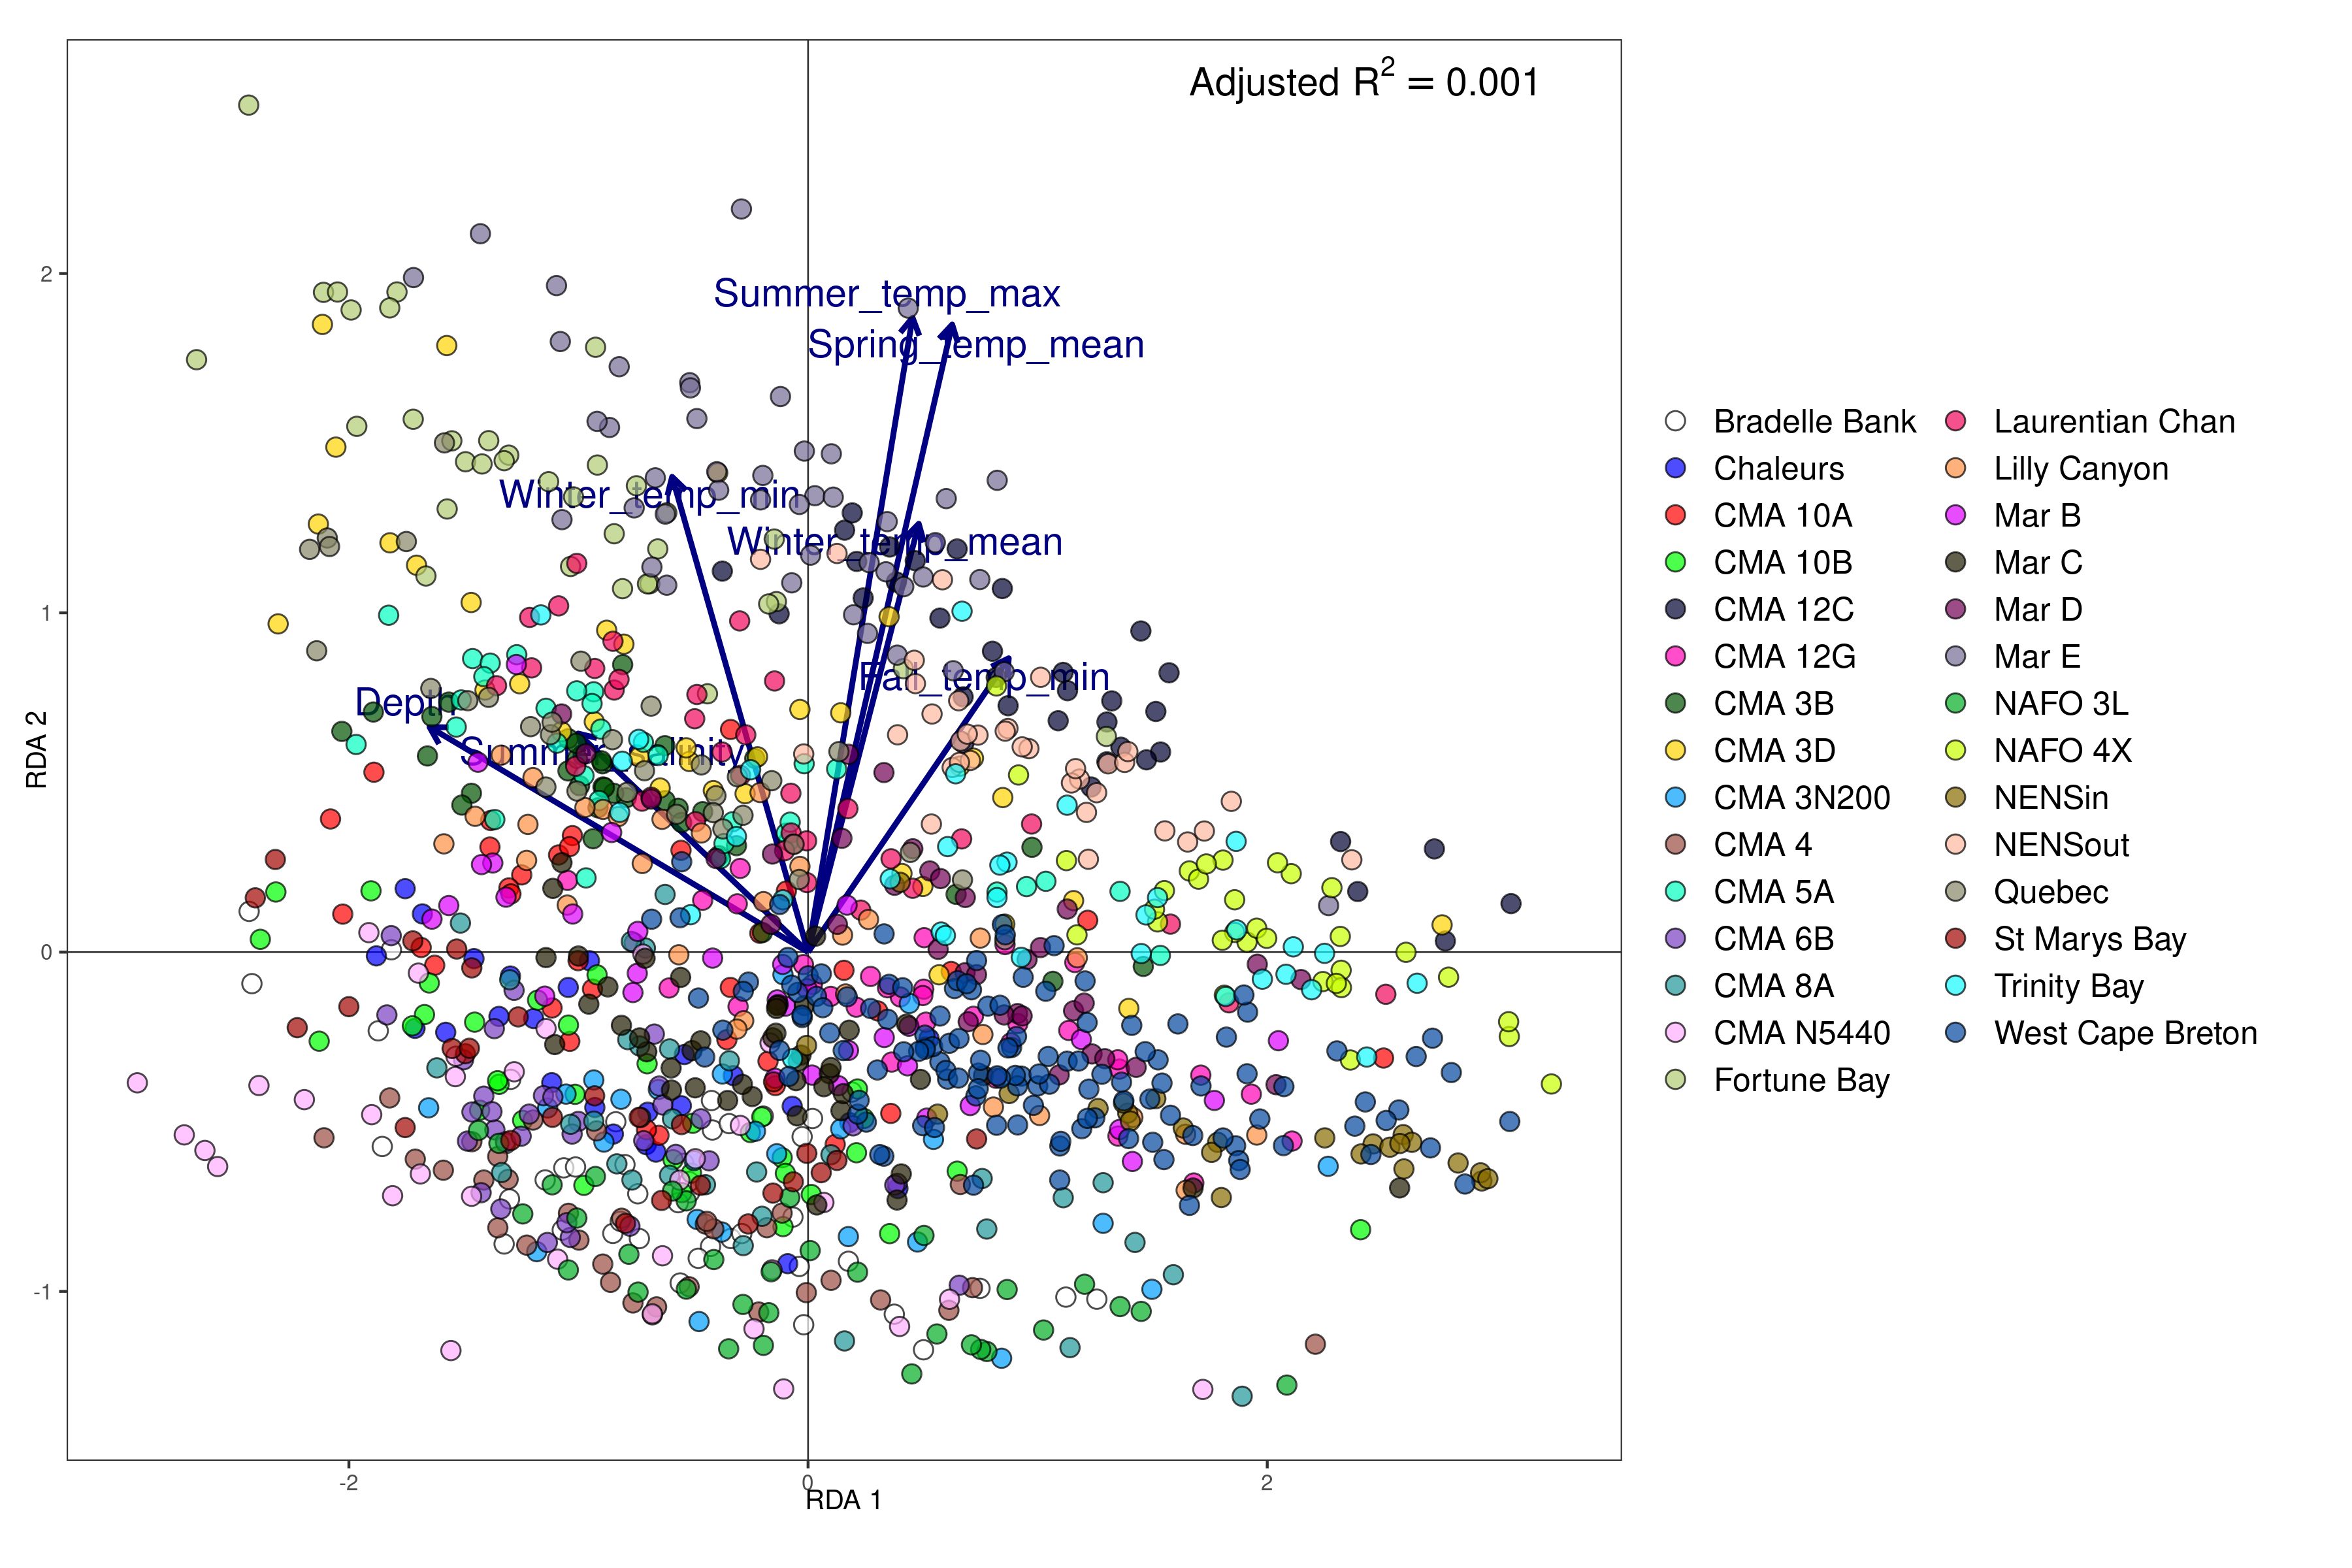 Adjusted R2 = 0.001
Summer_temp_max
Spring_temp_mean
Winter_temp_min
Winter_temp_mean
Fall_temp_min
Depth
Summer_salinity
RDA 2
2
1
0
-1
-2
0
2
RDA 1
Bradelle Bank
Chaleurs
CMA 10A
CMA 10B
CMA 12C
CMA 12G
CMA 3B
CMA 3D
CMA 3N200
CMA 4
CMA 5A
CMA 6B
CMA 8A
CMA N5440
Fortune Bay
Laurentian Chan
Lilly Canyon
Mar B
Mar C
Mar D
Mar E
NAFO 3L
NAFO 4X
NENSin
NENSout
Quebec
St Marys Bay
Trinity Bay
West Cape Breton